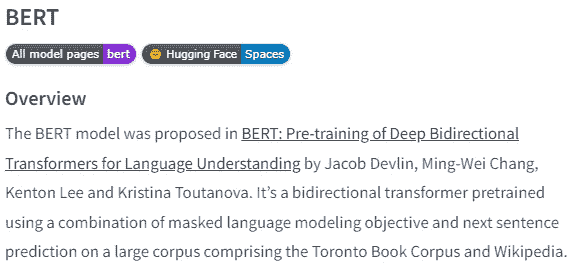 BERT
All model pages bert 🤗 Hugging Face Spaces
Overview
The BERT model was proposed in BERT: Pre-training of Deep Bidirectional
Transformers for Language Understanding by Jacob Devlin, Ming-Wei Chang,
Kenton Lee and Kristina Toutanova. It’s a bidirectional transformer pretrained
using a combination of masked language modeling objective and next sentence
prediction on a large corpus comprising the Toronto Book Corpus and Wikipedia.